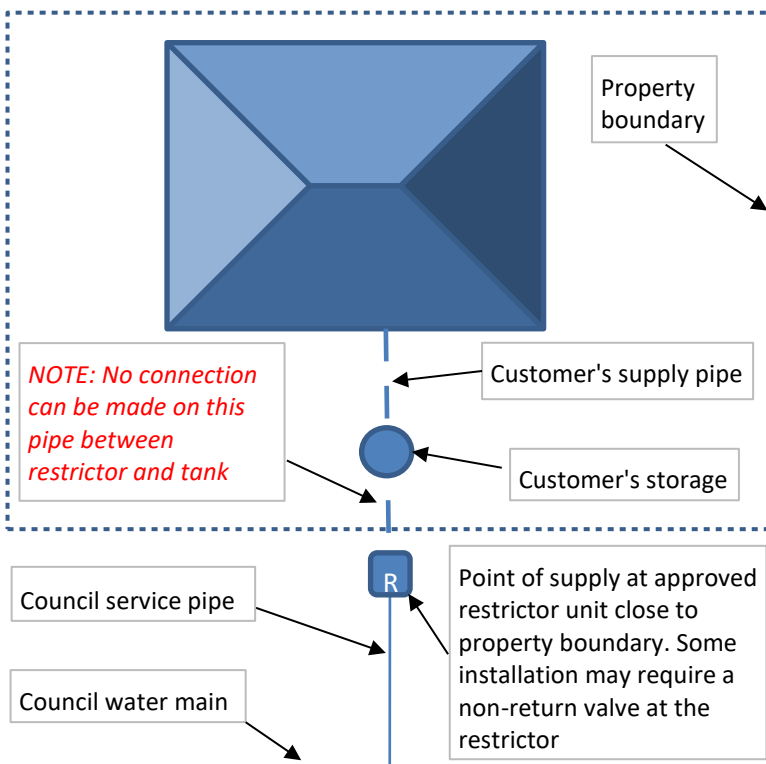 Property
boundary
NOTE: No connection
can be made on this
pipe between
restrictor and tank
Customer's supply pipe
Customer's storage
R
Council service pipe
Point of supply at approved
restrictor unit close to
property boundary. Some
installation may require a
non-return valve at the
restrictor
Council water main